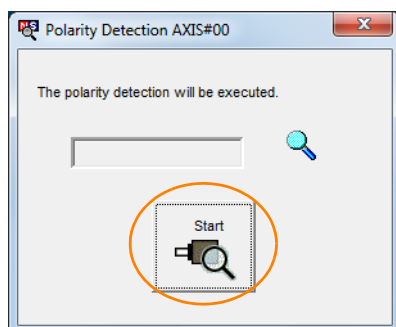 Polarity Detection AXIS#00
The polarity detection will be executed.
Start